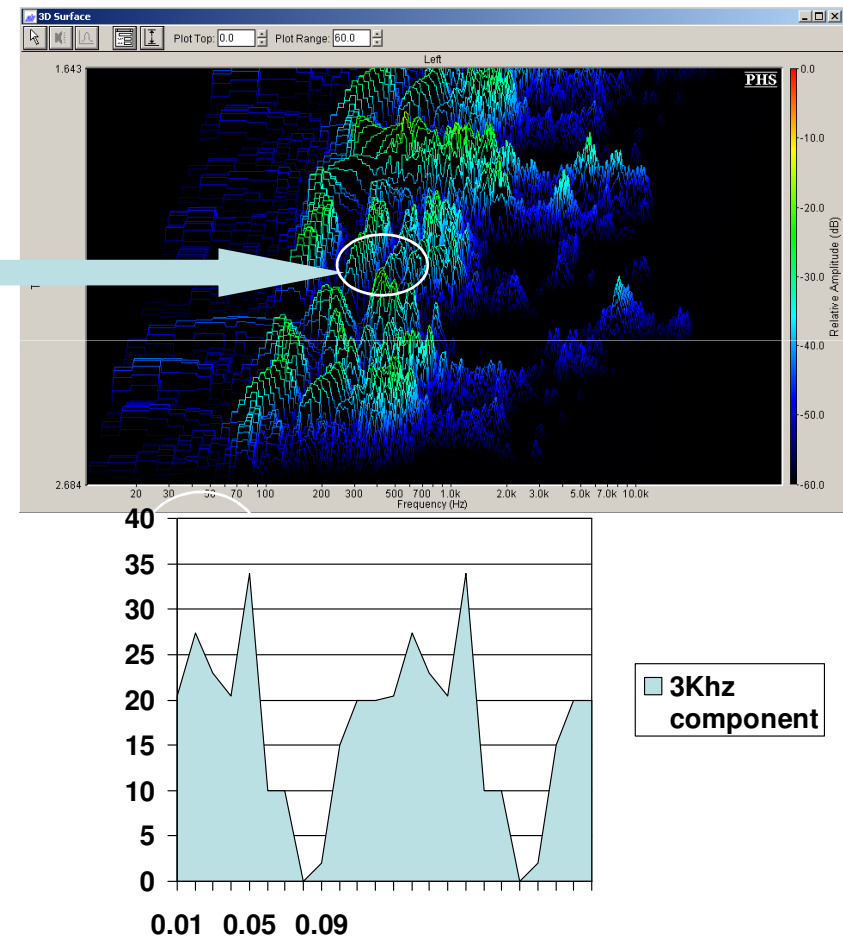 3D Surface
Plot Top: 0.0 Plot Range: 60.0
Left
1.643
PHS
0.0
-10.0
-20.0
-30.0
-40.0
-50.0
-60.0
Relative Amplitude (dB)
2.684
20 30 50 70 100 200 300 500 700 1.0k 2.0k 3.0k 5.0k 7.0k 10.0k
Frequency (Hz)
40
35
30
25
20
15
10
5
0
0.01 0.05 0.09
3Khz
component